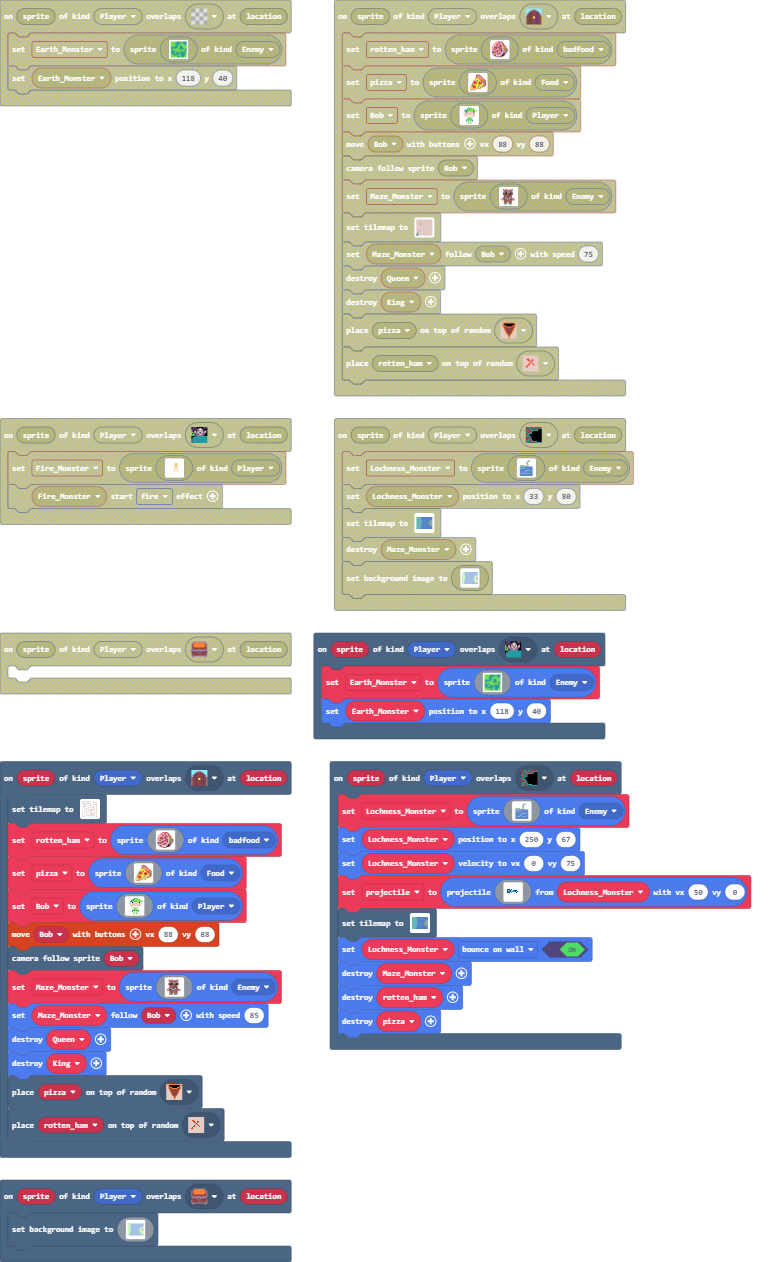 on sprite of kind Player overlaps at location
set Earth_Monster to sprite of kind Enemy
set Earth_Monster position to x 118 y 40
on sprite of kind Player overlaps at location
set rotten_ham to sprite of kind badfood
set pizza to sprite of kind Food
set Bob to sprite of kind Player
move Bob with buttons vx 88 vy 88
camera follow sprite Bob
set Maze_Monster to sprite of kind Enemy
set tilemap to
set Maze_Monster follow Bob with speed 75
destroy Queen
destroy King
place pizza on top of random
place rotten_ham on top of random
on sprite of kind Player overlaps at location
set Fire_Monster to sprite of kind Player
Fire_Monster start fire effect
on sprite of kind Player overlaps at location
set Lochness_Monster to sprite of kind Enemy
set Lochness_Monster position to x 33 y 80
set tilemap to
destroy Maze_Monster
set background image to
on sprite of kind Player overlaps at location
on sprite of kind Player overlaps at location
set Earth_Monster to sprite of kind Enemy
set Earth_Monster position to x 118 y 40
on sprite of kind Player overlaps at location
set tilemap to
set rotten_ham to sprite of kind badfood
set pizza to sprite of kind Food
set Bob to sprite of kind Player
move Bob with buttons vx 88 vy 88
camera follow sprite Bob
set Maze_Monster to sprite of kind Enemy
set Maze_Monster follow Bob with speed 85
destroy Queen
destroy King
place pizza on top of random
place rotten_ham on top of random
on sprite of kind Player overlaps at location
set Lochness_Monster to sprite of kind Enemy
set Lochness_Monster position to x 250 y 67
set Lochness_Monster velocity to vx 0 vy 75
set projectile to projectile from Lochness_Monster with vx 50 vy 0
set tilemap to
set Lochness_Monster bounce on wall ON
destroy Maze_Monster
destroy rotten_ham
destroy pizza
on sprite of kind Player overlaps at location
set background image to